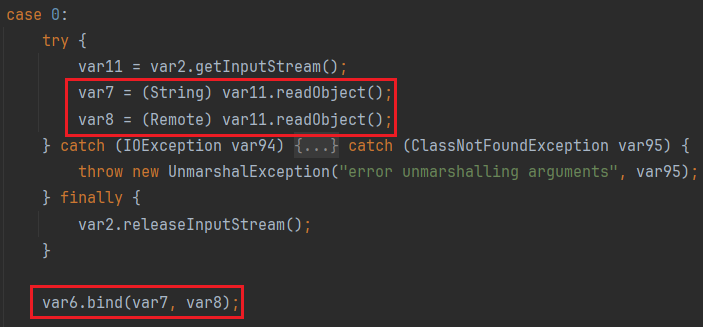 case 0:
try {
var11 = var2.getInputStream();
var7 = (String) var11.readObject();
var8 = (Remote) var11.readObject();
} catch (IOException var94) {...} catch (ClassNotFoundException var95) {
throw new UnmarshalException("error unmarshalling arguments", var95);
} finally {
var2.releaseInputStream();
}
var6.bind(var7, var8);